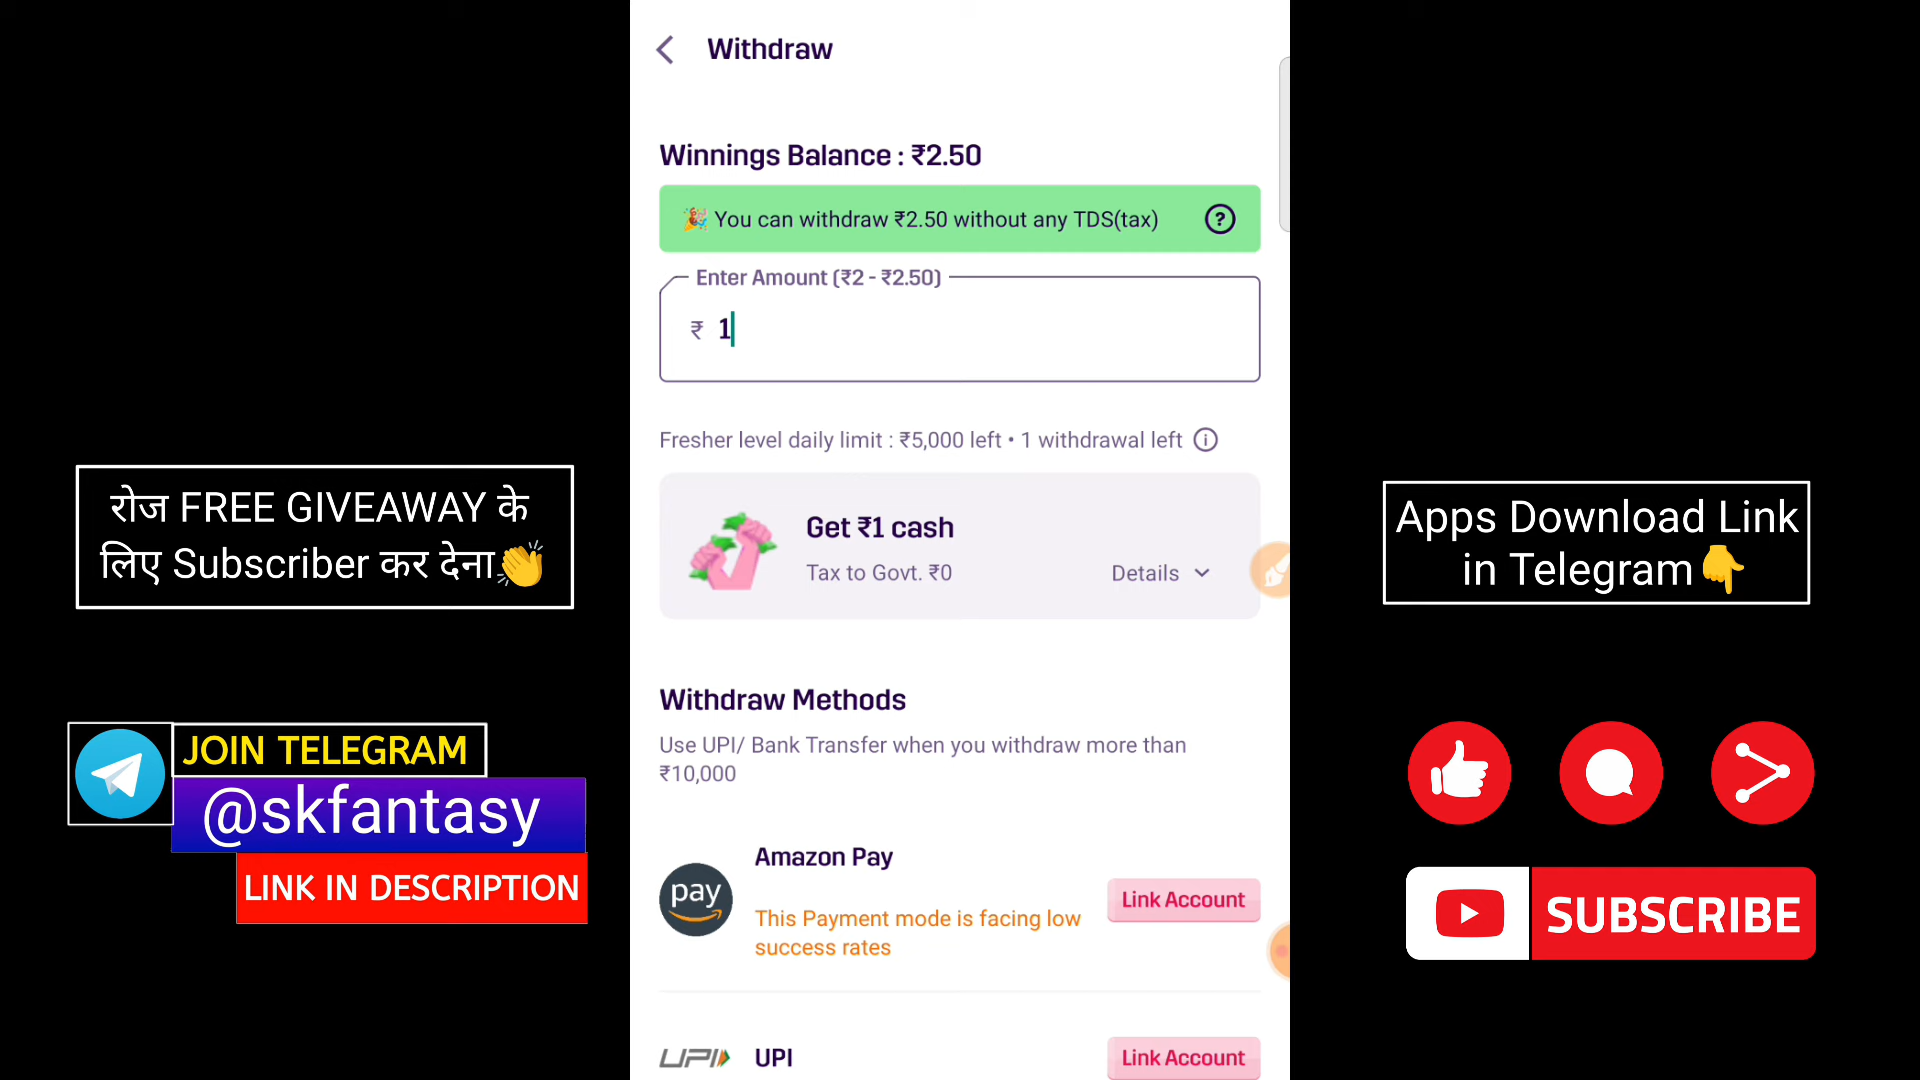 Withdraw
Winnings Balance : ₹2.50
🎉 You can withdraw ₹2.50 without any TDS(tax) ?
Enter Amount (₹2 - ₹2.50)
₹ 1
Fresher level daily limit : ₹5,000 left • 1 withdrawal left
Get ₹1 cash
Tax to Govt. ₹0
Details
Withdraw Methods
Use UPI/ Bank Transfer when you withdraw more than
₹10,000
Amazon Pay
pay
This Payment mode is facing low
success rates
Link Account
UPI UPI
Link Account
रोज FREE GIVEAWAY के
लिए Subscriber कर देना👏
JOIN TELEGRAM
@skfantasy
LINK IN DESCRIPTION
Apps Download Link
in Telegram👇
SUBSCRIBE